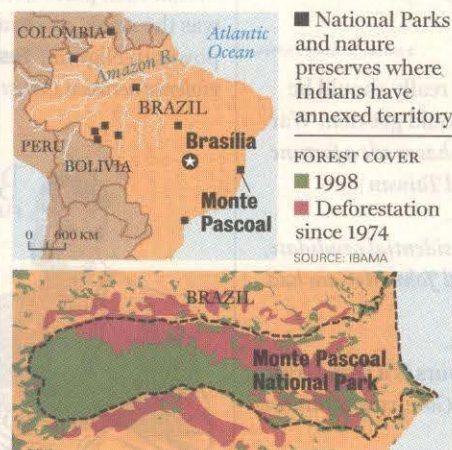 COLOMBIA
Atlantic
Ocean
Amazon R.
BRAZIL
PERU
BOLIVIA
Brasília
Monte
Pascoal
0 600 KM
National Parks
and nature
preserves where
Indians have
annexed territory
FOREST COVER
1998
Deforestation
since 1974
SOURCE: IBAMA
BRAZIL
Monte Pascoal
National Park